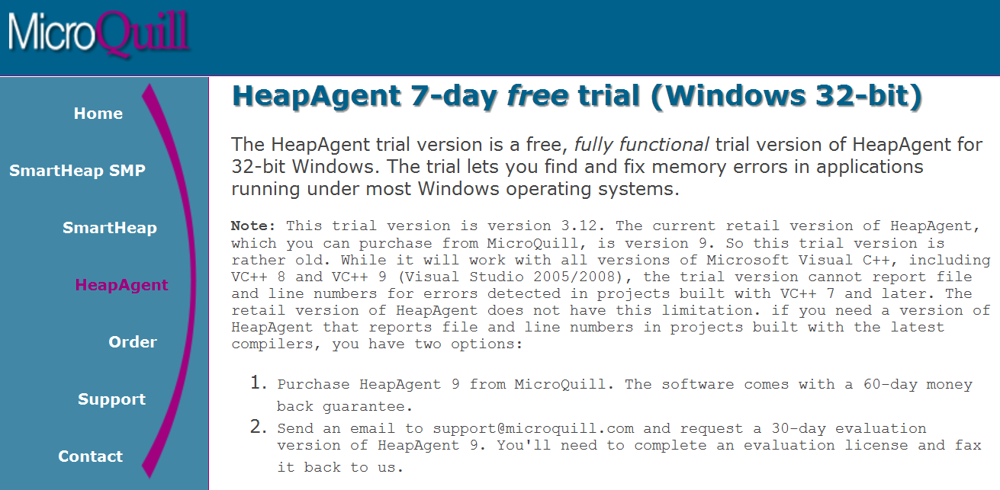 MicroQuill
Home
SmartHeap SMP
SmartHeap
HeapAgent
Order
Support
Contact
HeapAgent 7-day free trial (Windows 32-bit)
The HeapAgent trial version is a free, fully functional trial version of HeapAgent for
32-bit Windows. The trial lets you find and fix memory errors in applications
running under most Windows operating systems.
Note: This trial version is version 3.12. The current retail version of HeapAgent,
which you can purchase from MicroQuill, is version 9. So this trial version is
rather old. While it will work with all versions of Microsoft Visual C++, including
VC++ 8 and VC++ 9 (Visual Studio 2005/2008), the trial version cannot report file
and line numbers for errors detected in projects built with VC++ 7 and later. The
retail version of HeapAgent does not have this limitation. if you need a version of
HeapAgent that reports file and line numbers in projects built with the latest
compilers, you have two options:
1. Purchase HeapAgent 9 from MicroQuill. The software comes with a 60-day money
back guarantee.
2. Send an email to support@microquill.com and request a 30-day evaluation
version of HeapAgent 9. You'll need to complete an evaluation license and fax
it back to us.